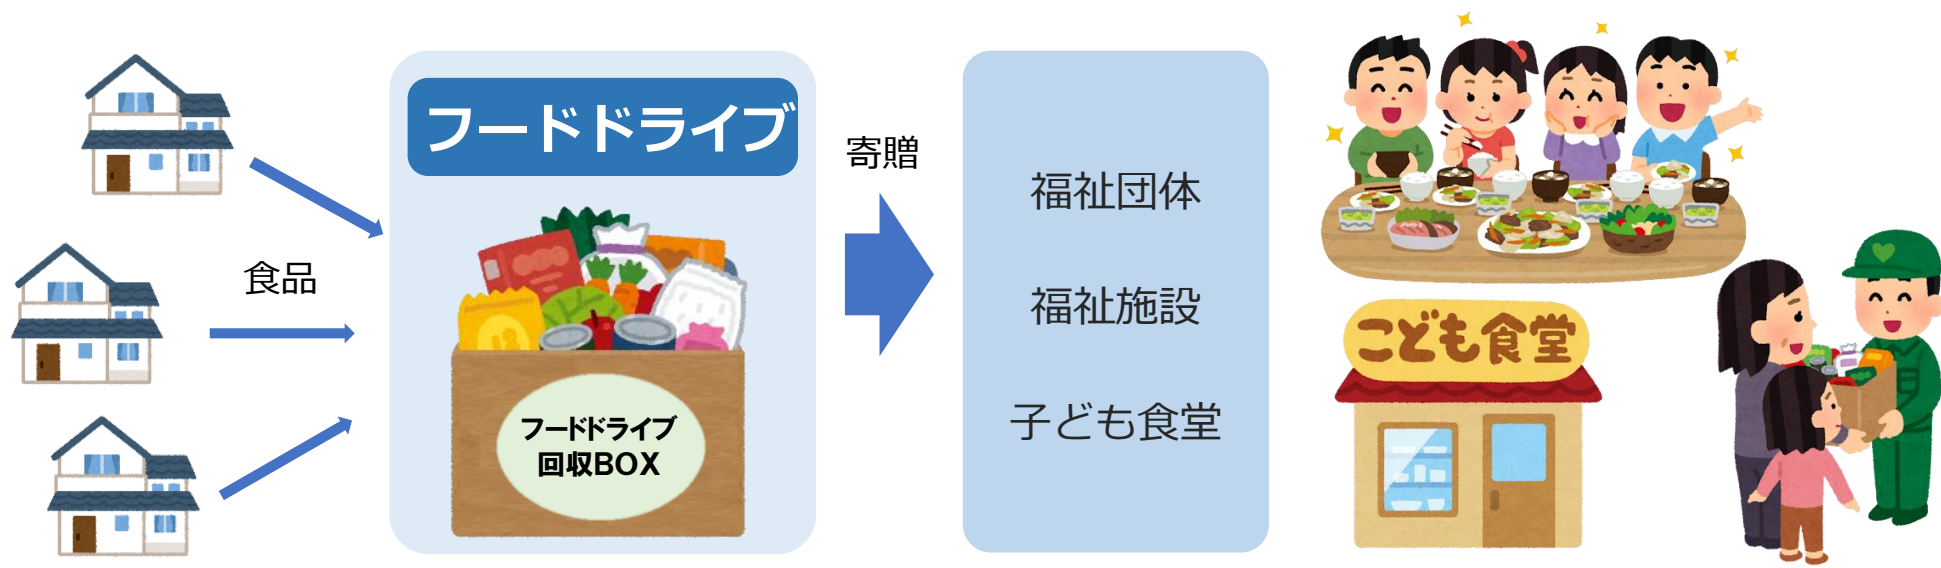 食品
フードドライブ
フードドライブ
回収BOX
寄贈
福祉団体
福祉施設
子ども食堂
こども食堂